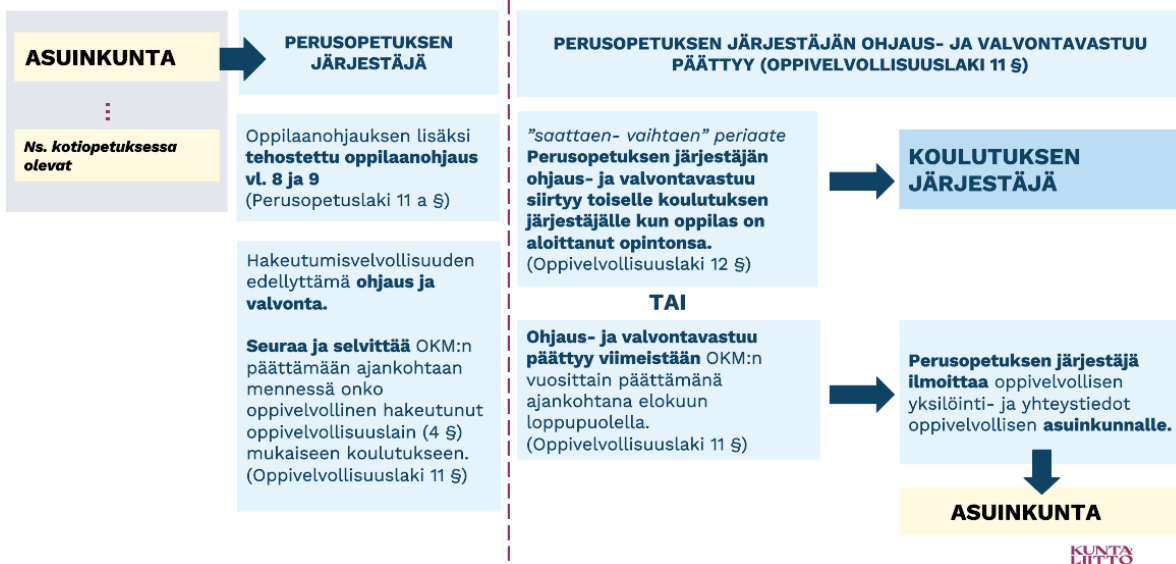 ASUINKUNTA
Ns. kotiopetuksessa
olevat
PERUSOPETUKSEN
JÄRJESTÄJÄ
Oppilaanohjauksen lisäksi
tehostettu oppilaanohjaus
vl. 8 ja 9
(Perusopetuslaki 11 a §)
Hakeutumisvelvollisuuden
edellyttämä ohjaus ja
valvonta.
Seuraa ja selvittää OKM:n
päättämään ajankohtaan
mennessä onko
oppivelvollinen hakeutunut
oppivelvollisuuslain (4 §)
mukaiseen koulutukseen.
(Oppivelvollisuuslaki 11 §)
PERUSOPETUKSEN JÄRJESTÄJÄN OHJAUS- JA VALVONTAVASTUU
PÄÄTTYY (OPPIVELVOLLISUUSLAKI 11 §)
”saattaen- vaihtaen” periaate
Perusopetuksen järjestäjän
ohjaus- ja valvontavastuu
siirtyy toiselle koulutuksen
järjestäjälle kun oppilas on
aloittanut opintonsa.
(Oppivelvollisuuslaki 12 §)
KOULUTUKSEN
JÄRJESTÄJÄ
TAI
Ohjaus- ja valvontavastuu
päättyy viimeistään OKM:n
vuosittain päättämänä
ajankohtana elokuun
loppupuolella.
(Oppivelvollisuuslaki 11 §)
Perusopetuksen järjestäjä
ilmoittaa oppivelvollisen
yksilöinti- ja yhteystiedot
oppivelvollisen asuinkunnalle.
ASUINKUNTA
KUNTA
LIITTO